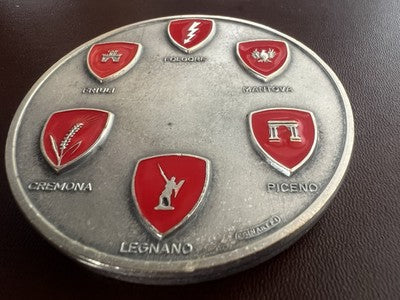 FOLGORE
FRIULI
MANTOVA
CREMONA
PICENO
LEGNANO